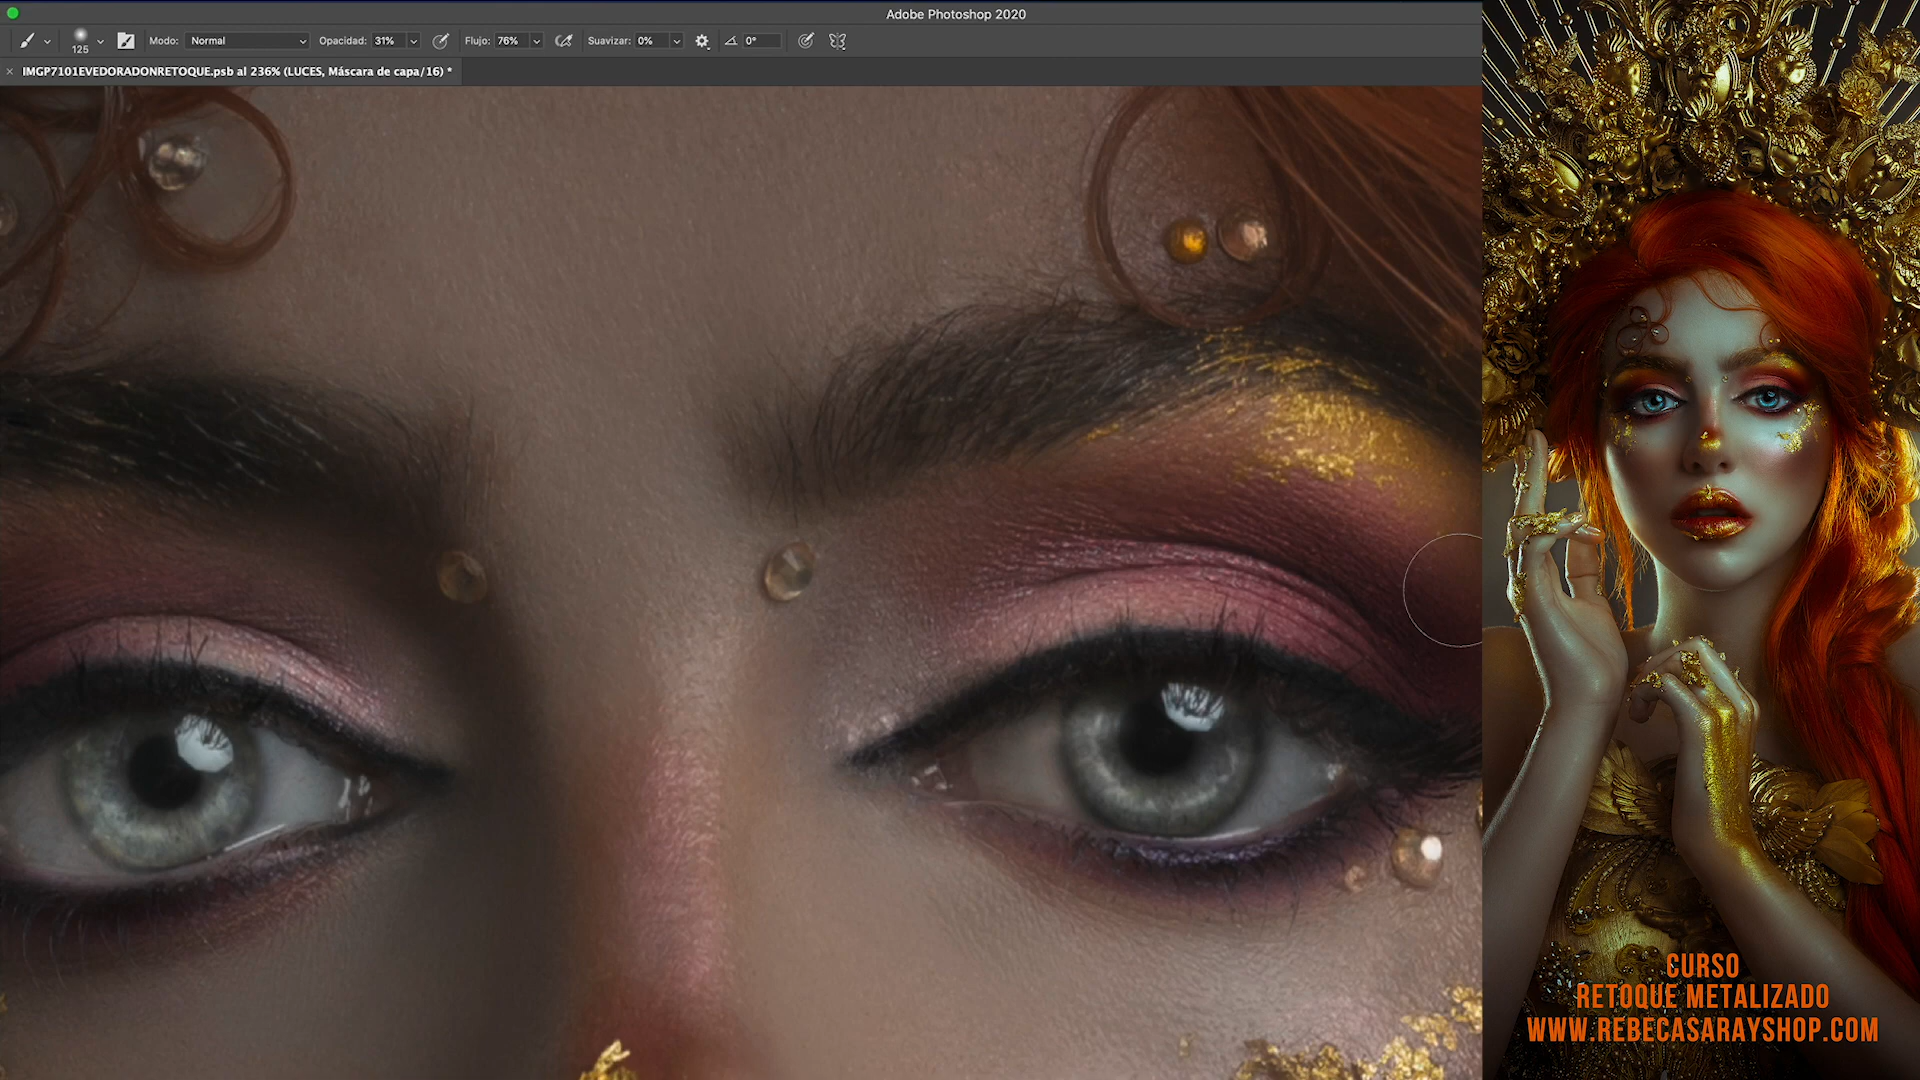 Adobe Photoshop 2020
125 Modo: Normal Opacidad: 31% Flujo: 76% Suavizar: 0% 0°
× IMGP7101EVEDORADONRETOQUE.psb al 236% (LUCES, Máscara de capa/16) *
CURSO
RETOQUE METALIZADO
WWW.REBECASARAYSHOP.COM